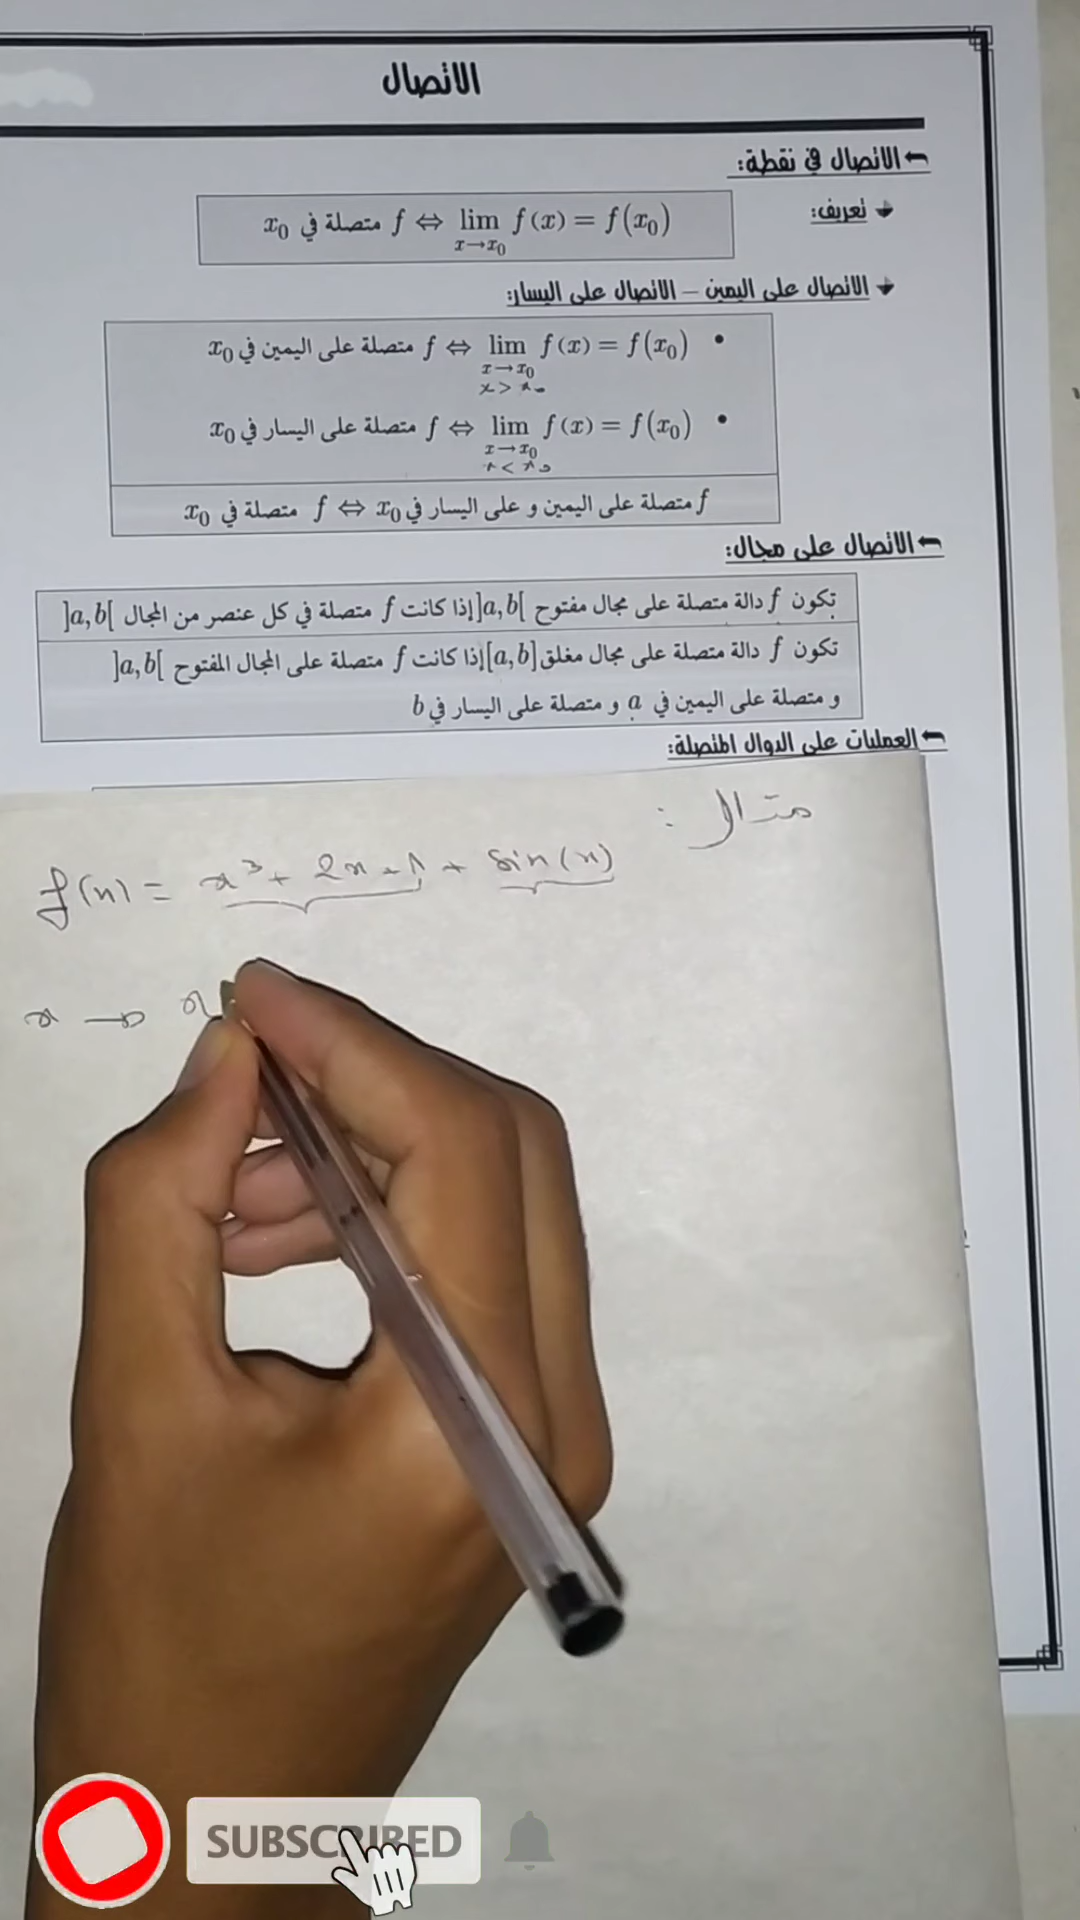 الاتصال
الاتصال في نقطة:
تعريف:
f متصلة في x₀ ⇔ lim f(x) = f(x₀)
x→x₀
الاتصال على اليمين – الاتصال على اليسار:
• f متصلة على اليمين في x₀ ⇔ lim f(x) = f(x₀)
x→x₀
x > x₀
• f متصلة على اليسار في x₀ ⇔ lim f(x) = f(x₀)
x→x₀
x < x₀
f متصلة على اليمين و على اليسار في x₀ ⇔ f متصلة في x₀
الاتصال على مجال:
تكون f دالة متصلة على مجال مفتوح ]a,b[ إذا كانت f متصلة في كل عنصر من المجال ]a,b[
تكون f دالة متصلة على مجال مغلق [a,b] إذا كانت f متصلة على المجال المفتوح ]a,b[
و متصلة على اليمين في a و متصلة على اليسار في b
العمليات على الدوال المتصلة:
مثال :
f(x) = x³ + 2x + 1 + sin(x)
x → x
SUBSCRIBED